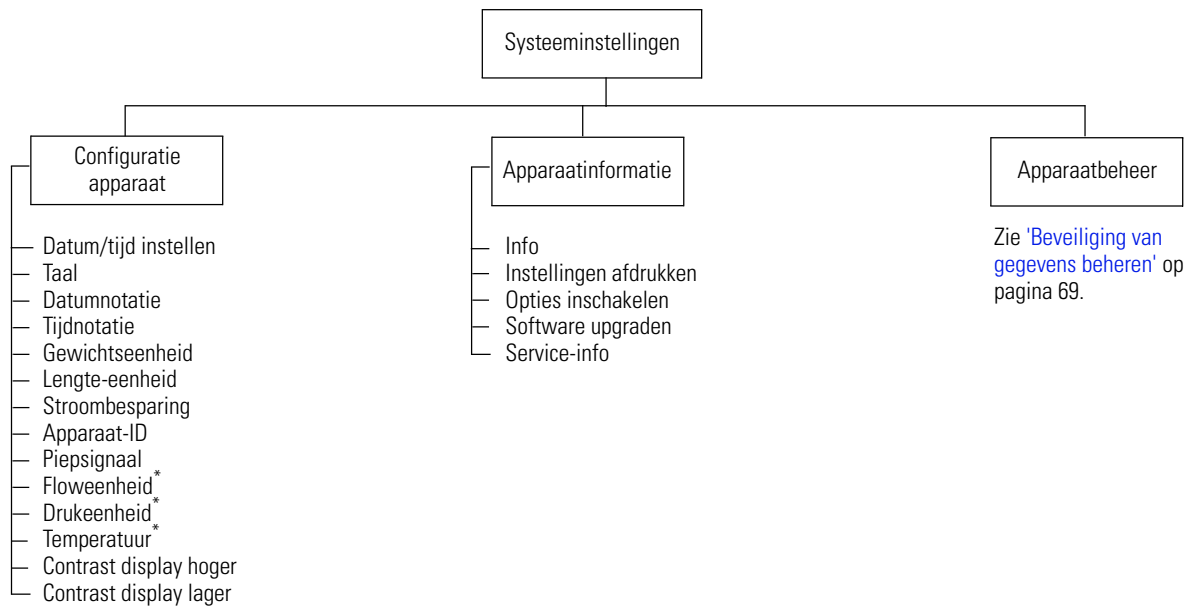 Systeeminstellingen
Configuratie
apparaat
Datum/tijd instellen
Taal
Datumnotatie
Tijdnotatie
Gewichtseenheid
Lengte-eenheid
Stroombesparing
Apparaat-ID
Piepsignaal
Floweenheid*
Drukeenheid*
Temperatuur*
Contrast display hoger
Contrast display lager
Apparaatinformatie
Info
Instellingen afdrukken
Opties inschakelen
Software upgraden
Service-info
Apparaatbeheer
Zie 'Beveiliging van
gegevens beheren' op
pagina 69.